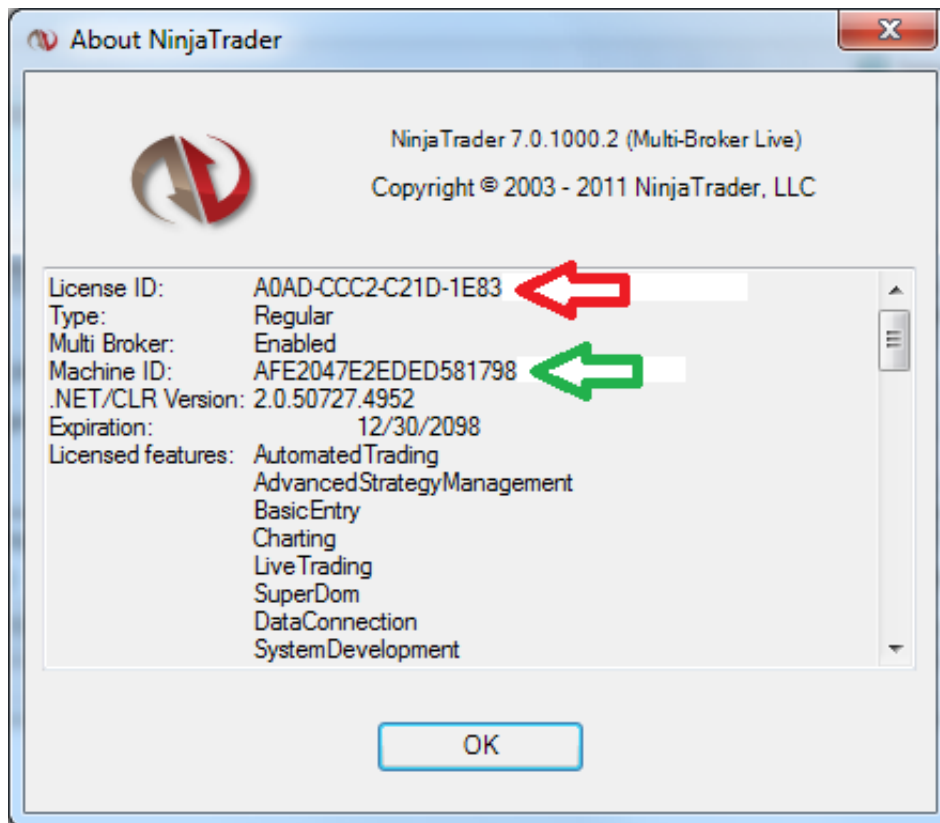 About NinjaTrader
NinjaTrader 7.0.1000.2 (Multi-Broker Live)
Copyright © 2003 - 2011 NinjaTrader, LLC
License ID: A0AD-CCC2-C21D-1E83
Type: Regular
Multi Broker: Enabled
Machine ID: AFE2047E2EDED581798
.NET/CLR Version: 2.0.50727.4952
Expiration: 12/30/2098
Licensed features: AutomatedTrading
AdvancedStrategyManagement
BasicEntry
Charting
LiveTrading
SuperDom
DataConnection
SystemDevelopment
OK